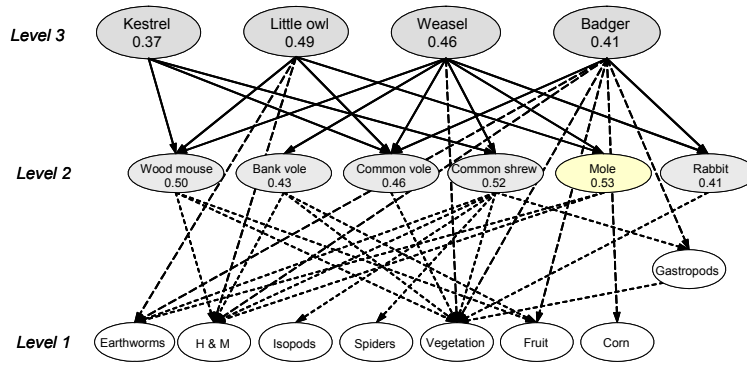 Level 3
Kestrel
0.37
Little owl
0.49
Weasel
0.46
Badger
0.41
Level 2
Wood mouse
0.50
Bank vole
0.43
Common vole
0.46
Common shrew
0.52
Mole
0.53
Rabbit
0.41
Gastropods
Level 1
Earthworms
H & M
Isopods
Spiders
Vegetation
Fruit
Corn